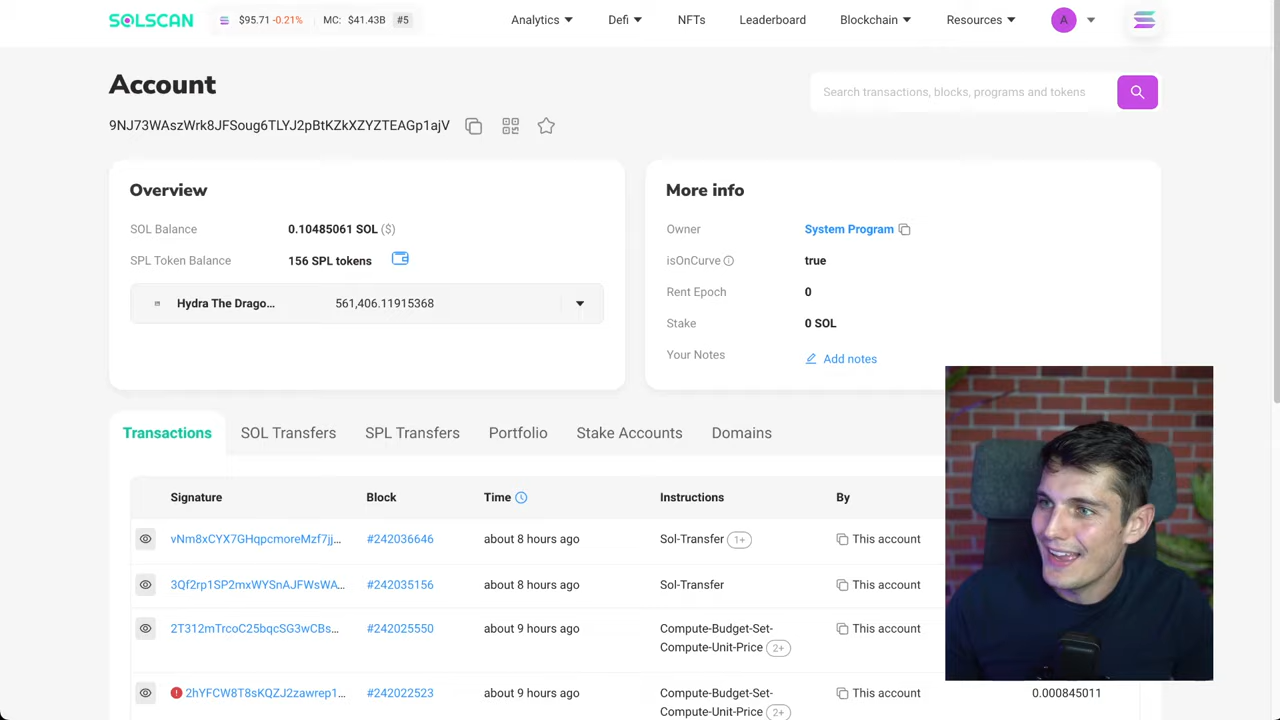 SOLSCAN $95.71 -0.21% MC: $41.43B #5 Analytics Defi NFTs Leaderboard Blockchain Resources A
Account
Search transactions, blocks, programs and tokens
9NJ73WAszWrk8JFSoug6TLYJ2pBtKZkXZYZTEAGp1ajV
Overview
SOL Balance 0.10485061 SOL ($)
SPL Token Balance 156 SPL tokens
Hydra The Drago... 561,406.11915368
More info
Owner System Program
isOnCurve true
Rent Epoch 0
Stake 0 SOL
Your Notes Add notes
Transactions SOL Transfers SPL Transfers Portfolio Stake Accounts Domains
Signature Block Time Instructions By
vNm8xCYX7GHqpcmoreMzf7jj... #242036646 about 8 hours ago Sol-Transfer 1+ This account
3Qf2rp1SP2mxWYSnAJFWsWA... #242035156 about 8 hours ago Sol-Transfer This account
2T312mTrcoC25bqcSG3wCBs... #242025550 about 9 hours ago Compute-Budget-Set- This account
Compute-Unit-Price 2+
2hYFCW8T8sKQZJ2zawrep1... #242022523 about 9 hours ago Compute-Budget-Set- This account 0.000845011
Compute-Unit-Price 2+